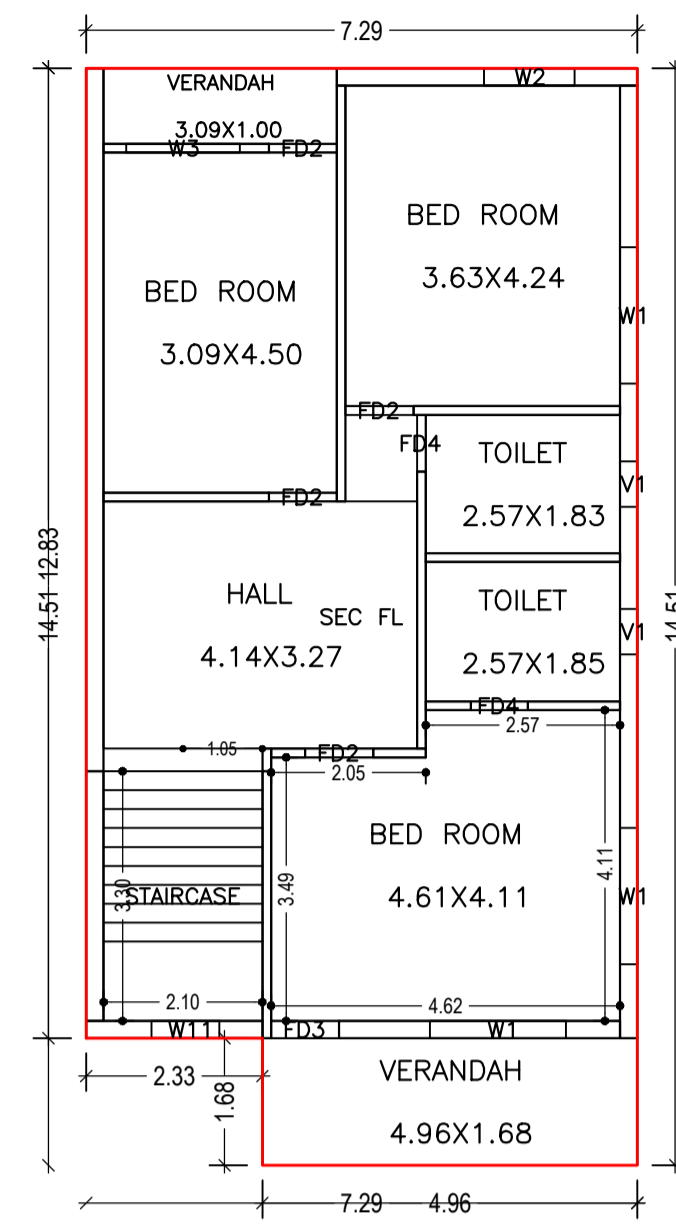 7.29
VERANDAH
W2
3.09X1.00
W3
FD2
BED ROOM
3.63X4.24
BED ROOM
3.09X4.50
W1
FD2
FD4
TOILET
2.57X1.83
V1
FD2
14.51 12.83
14.51
HALL
SEC FL
4.14X3.27
TOILET
2.57X1.85
V1
FD4
2.57
1.05
FD2
2.05
BED ROOM
4.61X4.11
3.49
4.11
3.30
STAIRCASE
W1
2.10
4.62
W11
FD3
W1
2.33
1.68
VERANDAH
4.96X1.68
7.29
4.96